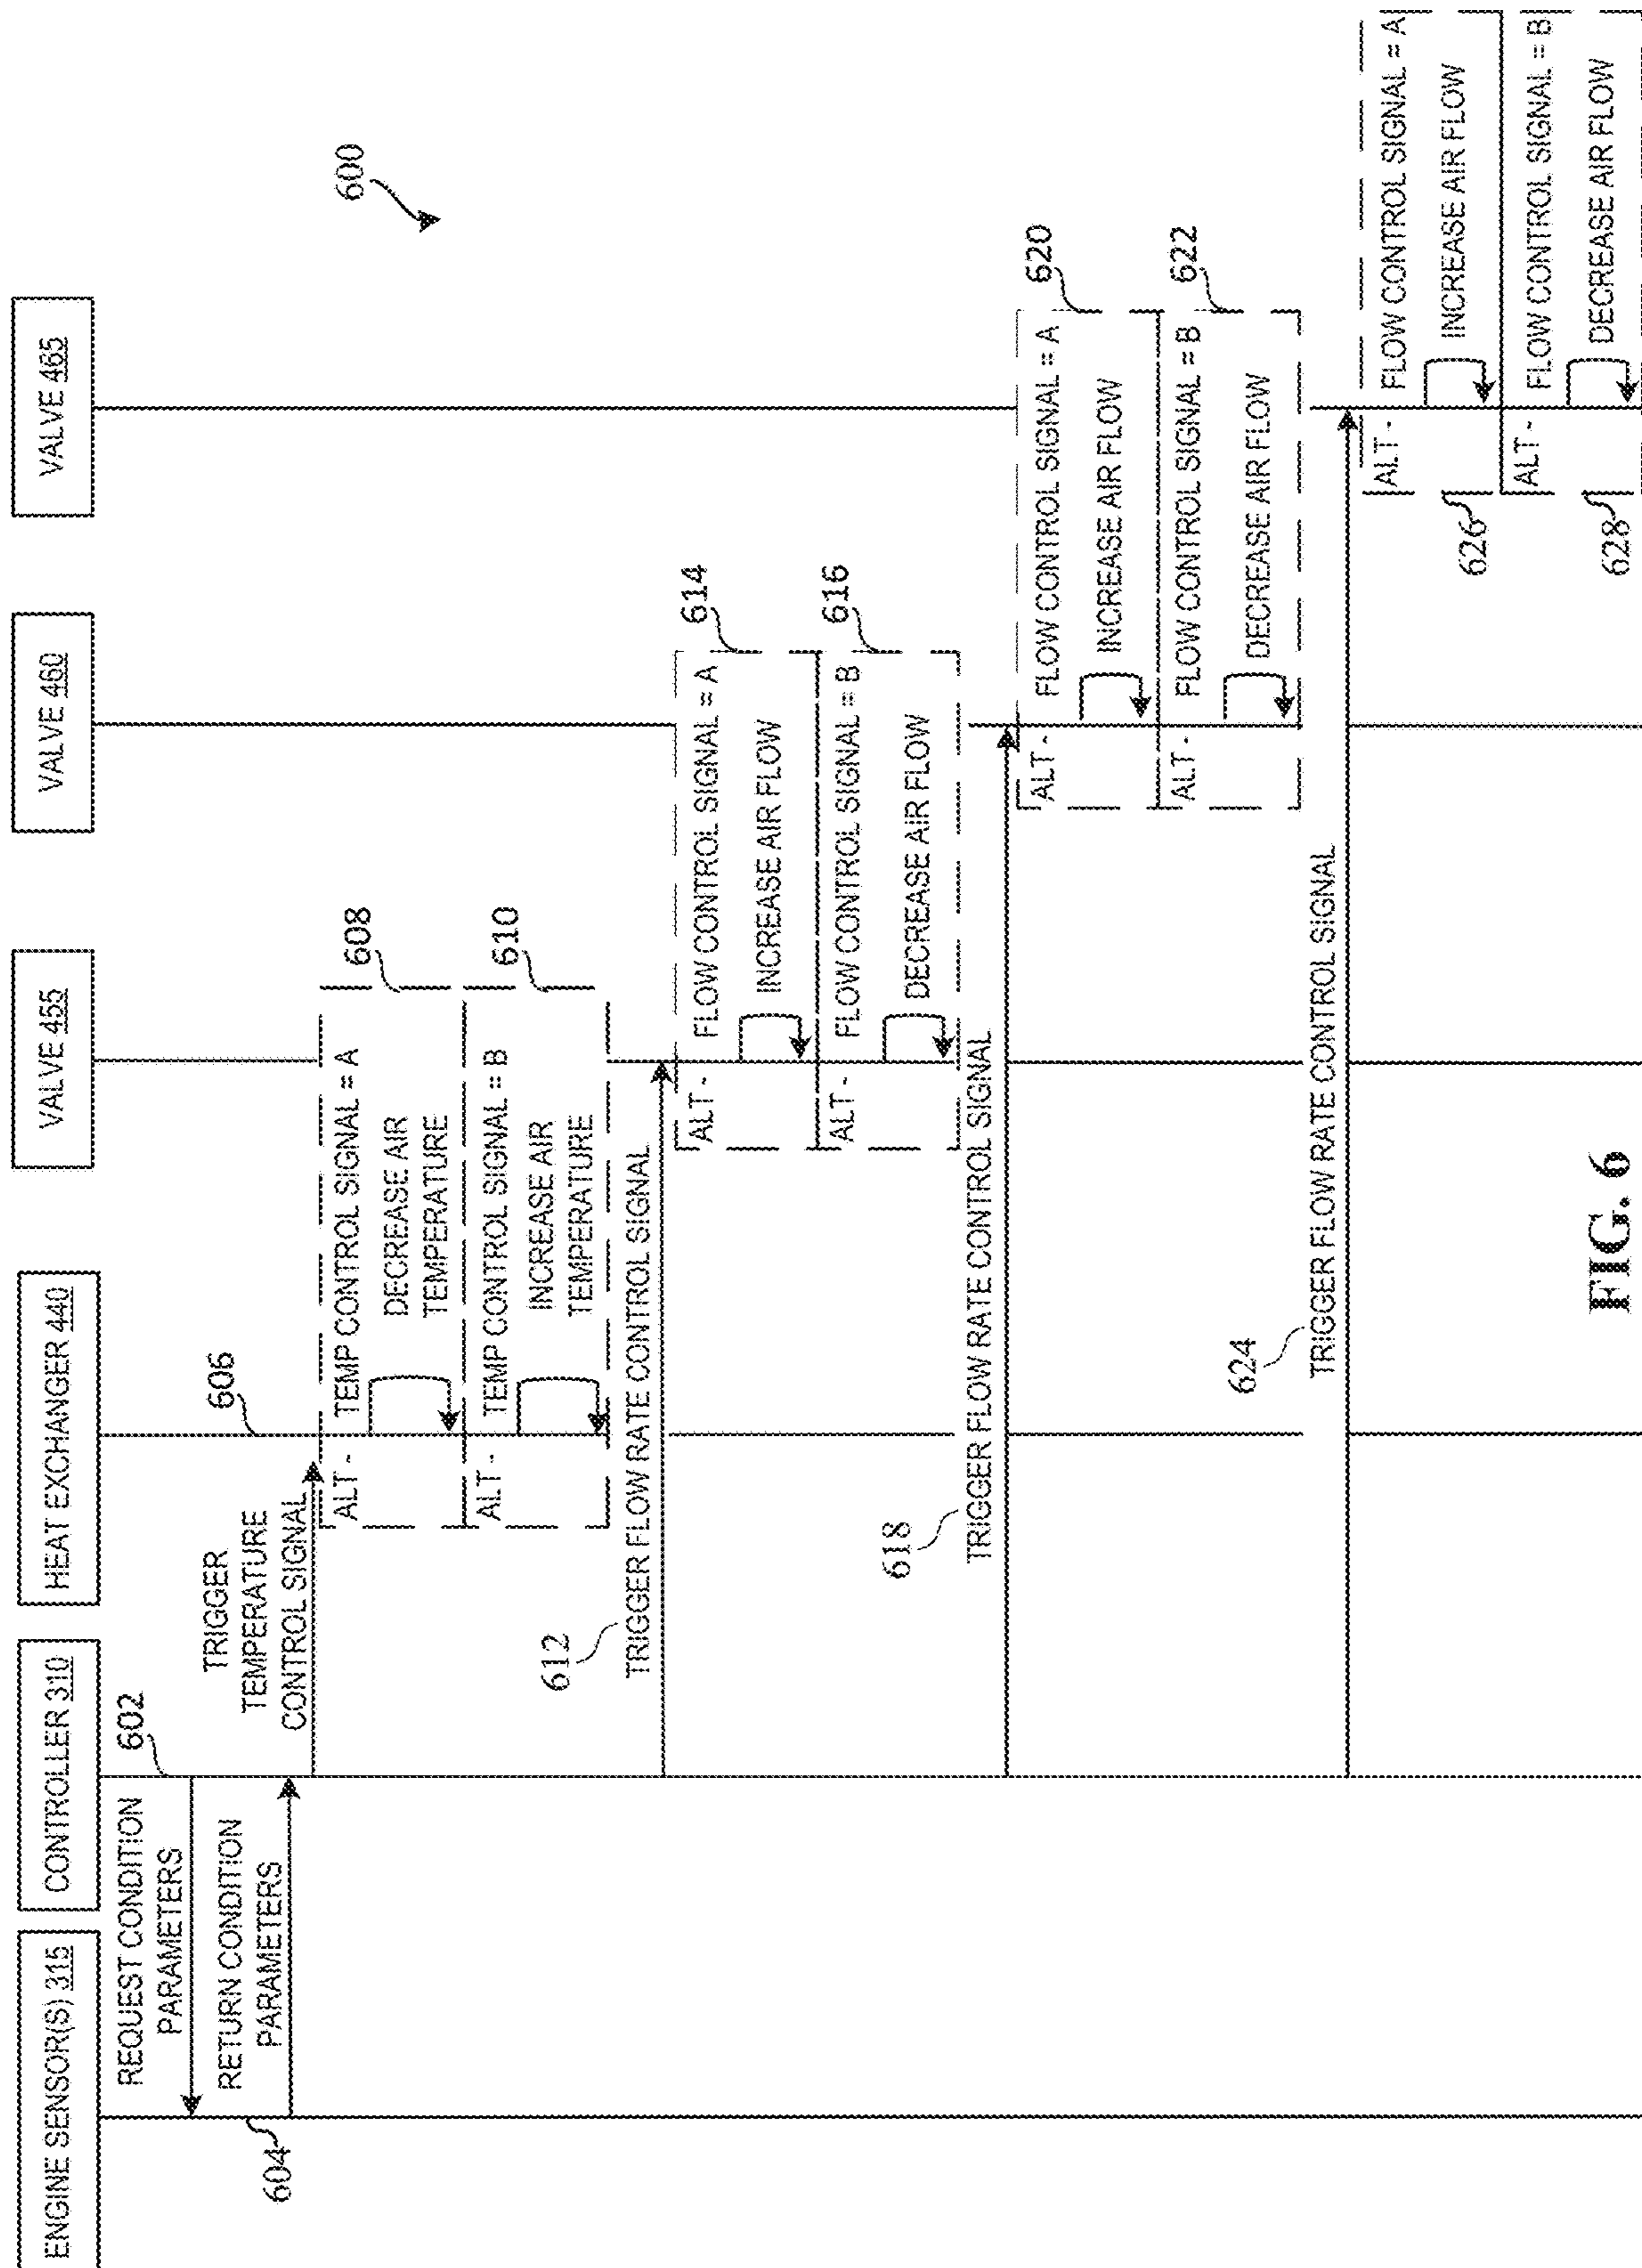 ENGINE SENSOR(S) 315
CONTROLLER 310
HEAT EXCHANGER 440
VALVE 455
VALVE 460
VALVE 465
600
602
REQUEST CONDITION
PARAMETERS
RETURN CONDITION
PARAMETERS
604
TRIGGER
TEMPERATURE
CONTROL SIGNAL
606
ALT - TEMP CONTROL SIGNAL = A
DECREASE AIR
TEMPERATURE
608
ALT - TEMP CONTROL SIGNAL = B
INCREASE AIR
TEMPERATURE
610
612
TRIGGER FLOW RATE CONTROL SIGNAL
ALT - FLOW CONTROL SIGNAL = A
INCREASE AIR FLOW
614
ALT - FLOW CONTROL SIGNAL = B
DECREASE AIR FLOW
616
618
TRIGGER FLOW RATE CONTROL SIGNAL
ALT - FLOW CONTROL SIGNAL = A
INCREASE AIR FLOW
620
ALT - FLOW CONTROL SIGNAL = B
DECREASE AIR FLOW
622
624
TRIGGER FLOW RATE CONTROL SIGNAL
ALT - FLOW CONTROL SIGNAL = A
INCREASE AIR FLOW
626
ALT - FLOW CONTROL SIGNAL = B
DECREASE AIR FLOW
628
FIG. 6